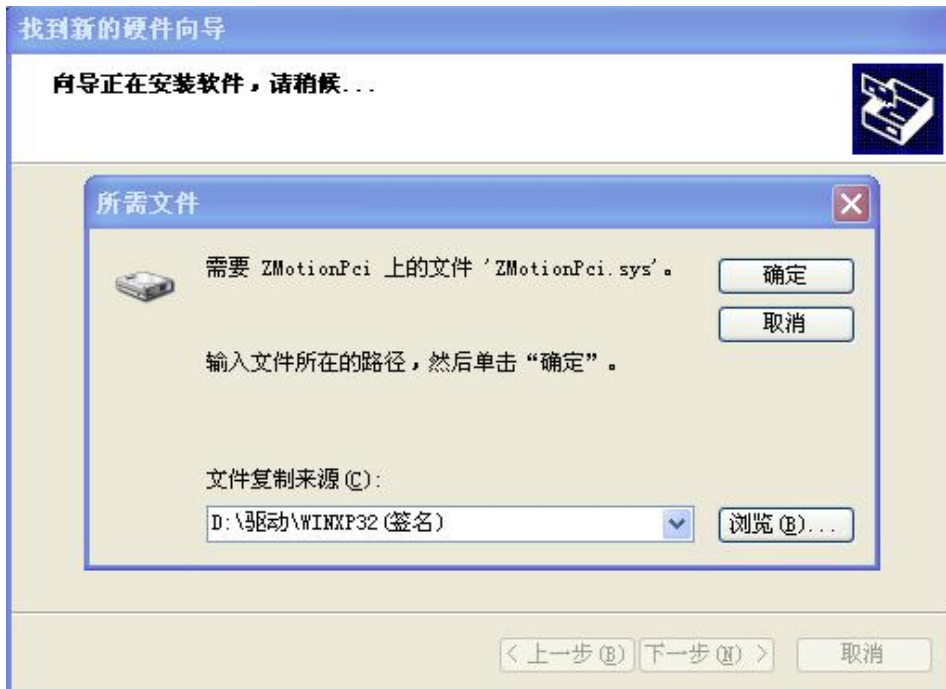 找到新的硬件向导
向导正在安装软件，请稍候...
所需文件
需要 ZMotionPci 上的文件 'ZMotionPci.sys'。
确定
取消
输入文件所在的路径，然后单击“确定”。
文件复制来源(C):
D:\驱动\WINXP32(签名)
浏览(B)...
< 上一步(B)
下一步(N) >
取消